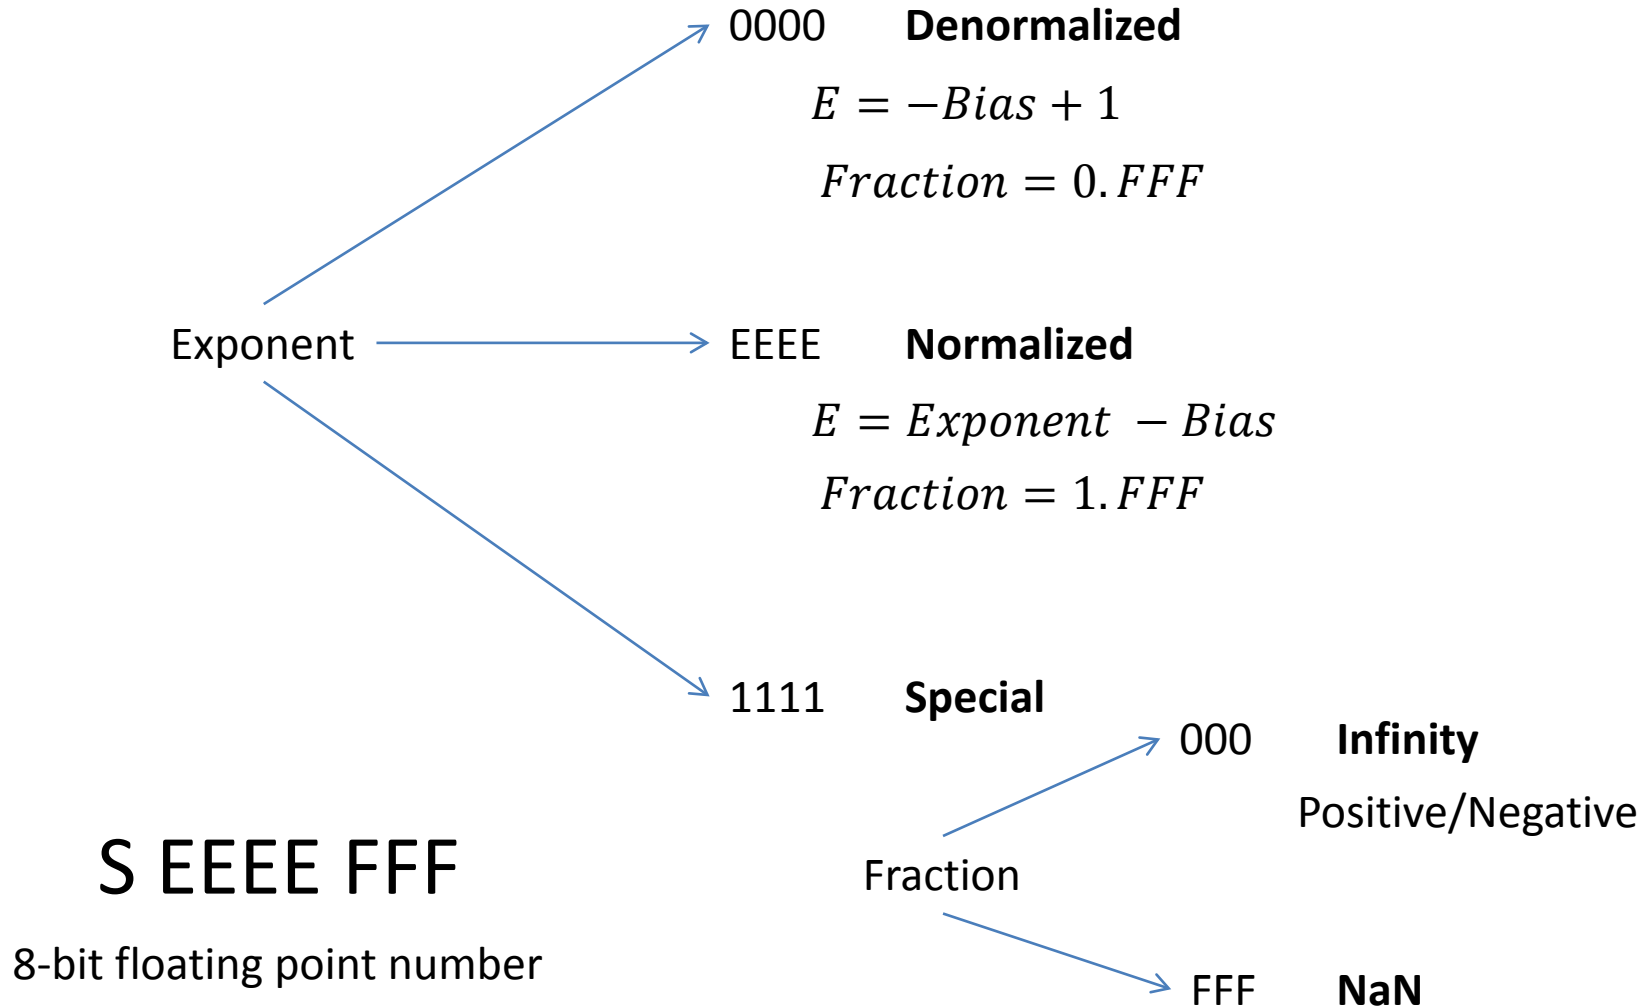 0000 Denormalized
E = −Bias + 1
Fraction = 0. FFF
Exponent
EEEE Normalized
E = Exponent − Bias
Fraction = 1. FFF
1111 Special
000 Infinity
Positive/Negative
Fraction
FFF NaN
S EEEE FFF
8-bit floating point number